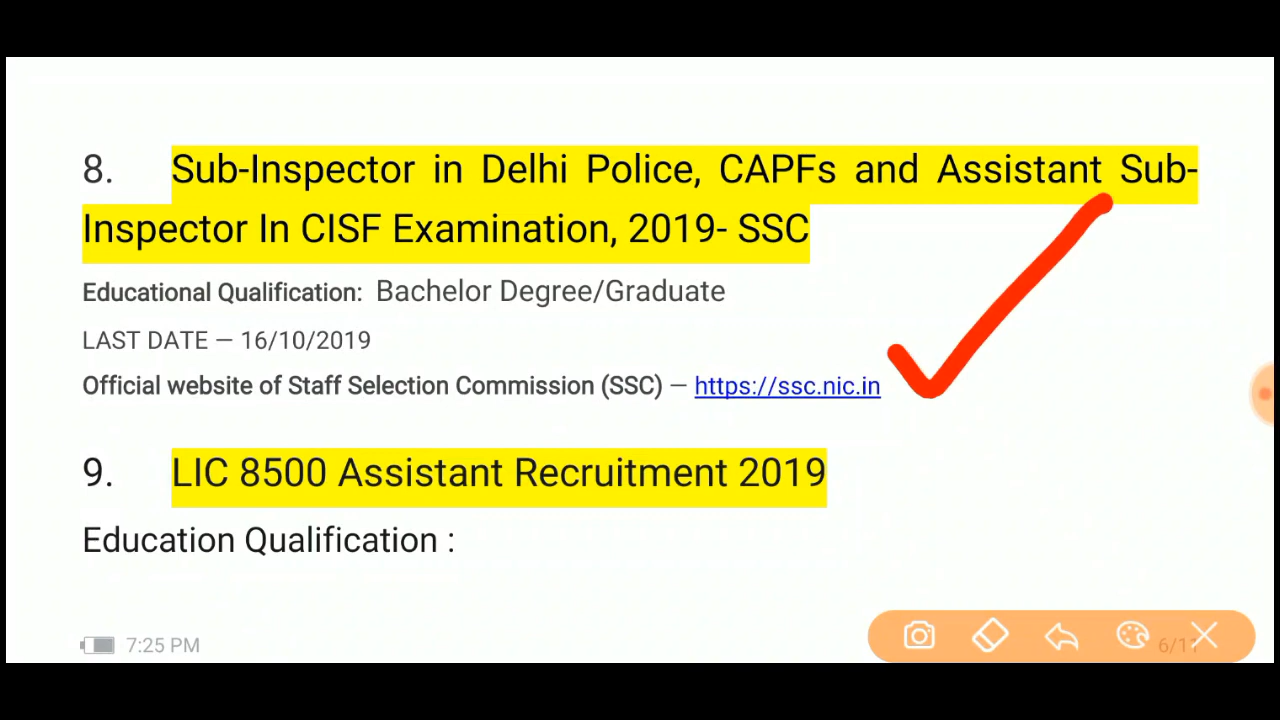 8. Sub-Inspector in Delhi Police, CAPFs and Assistant Sub-
Inspector In CISF Examination, 2019- SSC
Educational Qualification: Bachelor Degree/Graduate
LAST DATE – 16/10/2019
Official website of Staff Selection Commission (SSC) – https://ssc.nic.in
9. LIC 8500 Assistant Recruitment 2019
Education Qualification :
7:25 PM
6/11